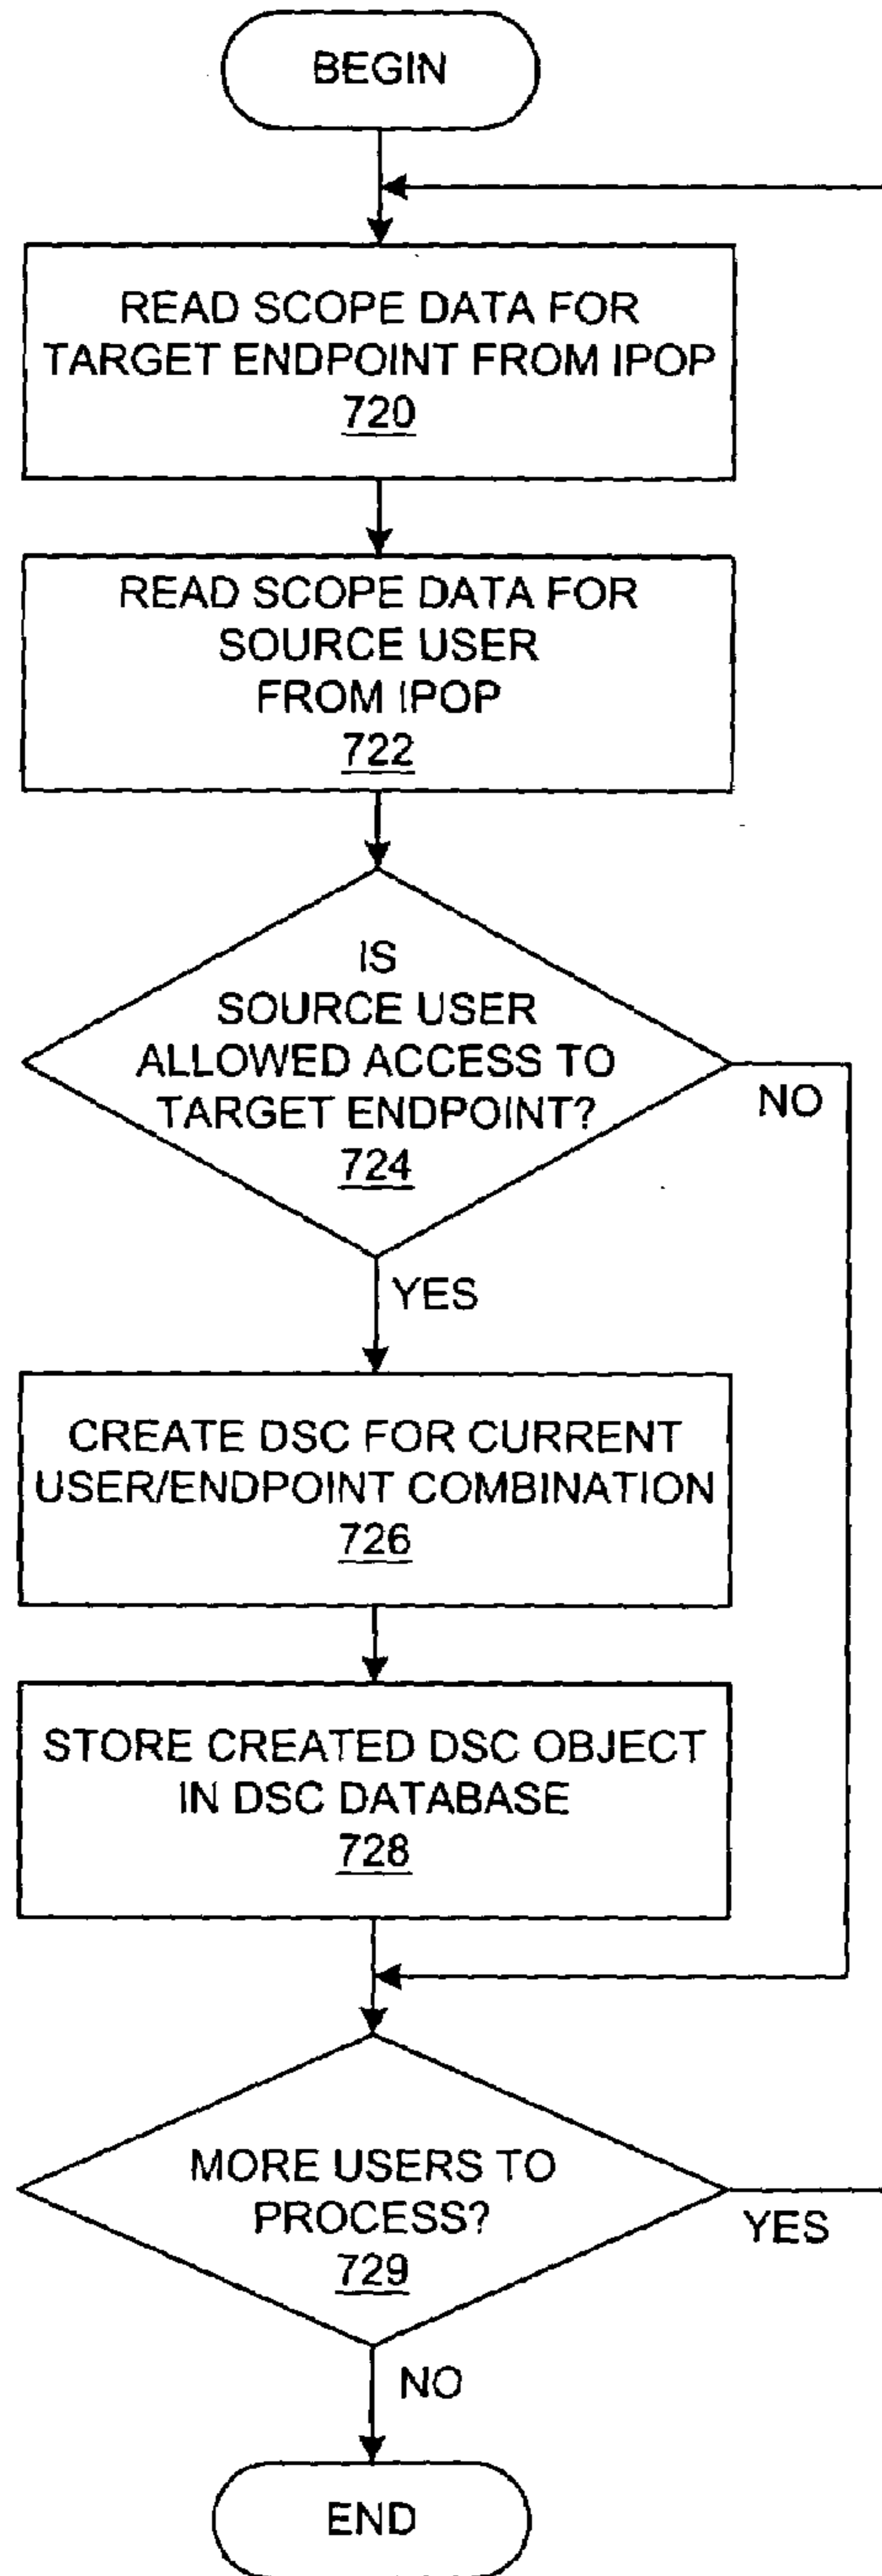 BEGIN
READ SCOPE DATA FOR
TARGET ENDPOINT FROM IPOP
720
READ SCOPE DATA FOR
SOURCE USER
FROM IPOP
722
IS
SOURCE USER
ALLOWED ACCESS TO
TARGET ENDPOINT?
724
NO
YES
CREATE DSC FOR CURRENT
USER/ENDPOINT COMBINATION
726
STORE CREATED DSC OBJECT
IN DSC DATABASE
728
MORE USERS TO
PROCESS?
729
YES
NO
END